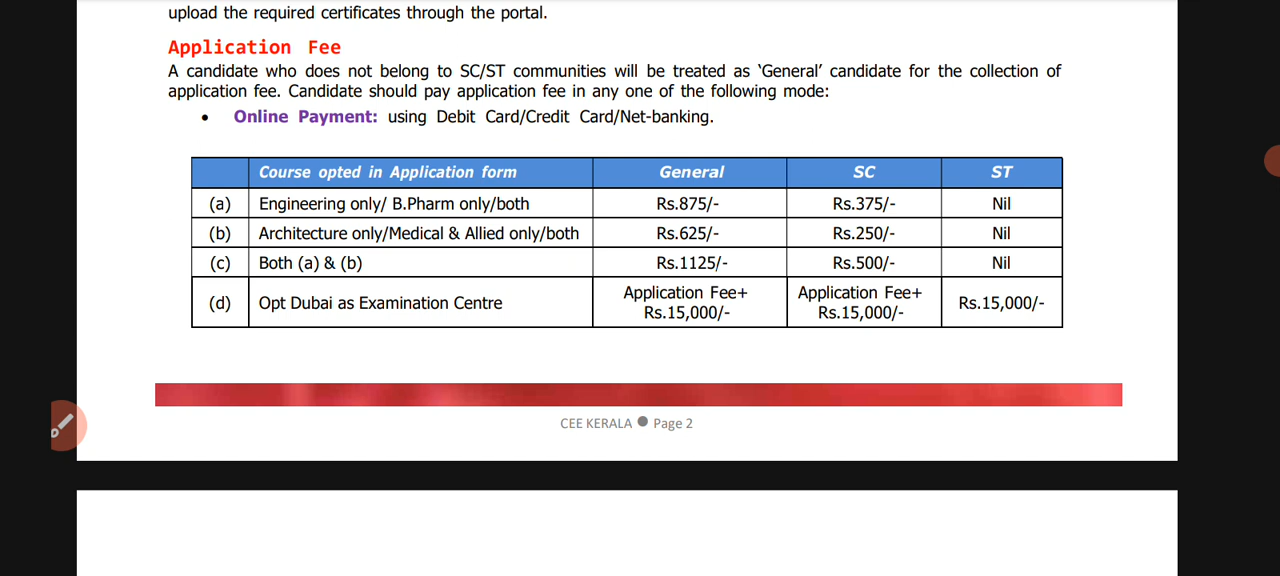 upload the required certificates through the portal.
Application Fee
A candidate who does not belong to SC/ST communities will be treated as ‘General’ candidate for the collection of
application fee. Candidate should pay application fee in any one of the following mode:
• Online Payment: using Debit Card/Credit Card/Net-banking.
Course opted in Application form General SC ST
(a) Engineering only/ B.Pharm only/both Rs.875/- Rs.375/- Nil
(b) Architecture only/Medical & Allied only/both Rs.625/- Rs.250/- Nil
(c) Both (a) & (b) Rs.1125/- Rs.500/- Nil
(d) Opt Dubai as Examination Centre Application Fee+ Application Fee+ Rs.15,000/-
Rs.15,000/- Rs.15,000/-
CEE KERALA ● Page 2